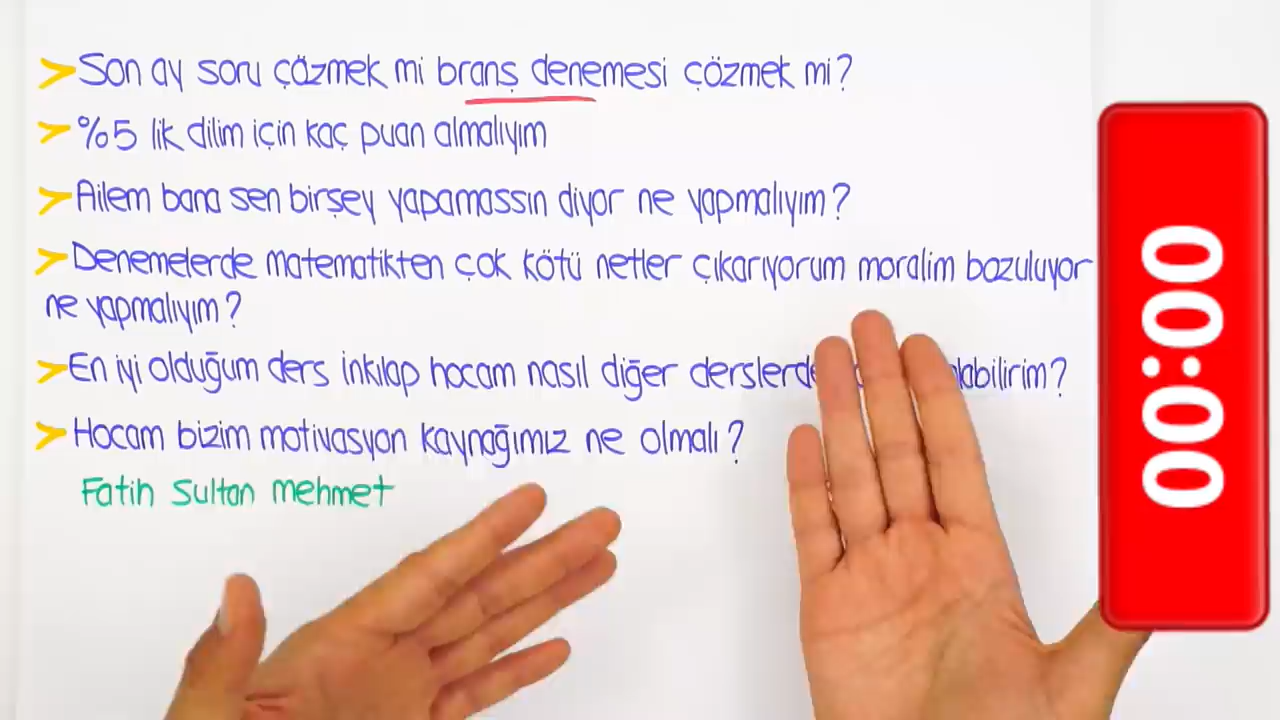 > Son ay soru çözmek mi branş denemesi çözmek mi?
> %5 lik dilim için kaç puan almalıyım
> Ailem bana sen birşey yapamassın diyor ne yapmalıyım?
> Denemelerde matematikten çok kötü netler çıkarıyorum moralim bozuluyor
ne yapmalıyım?
> En iyi olduğum ders inkılap hocam nasıl diğer derslerde
> Hocam bizim motivasyon kaynağımız ne olmalı?
Fatih Sultan mehmet
00:00